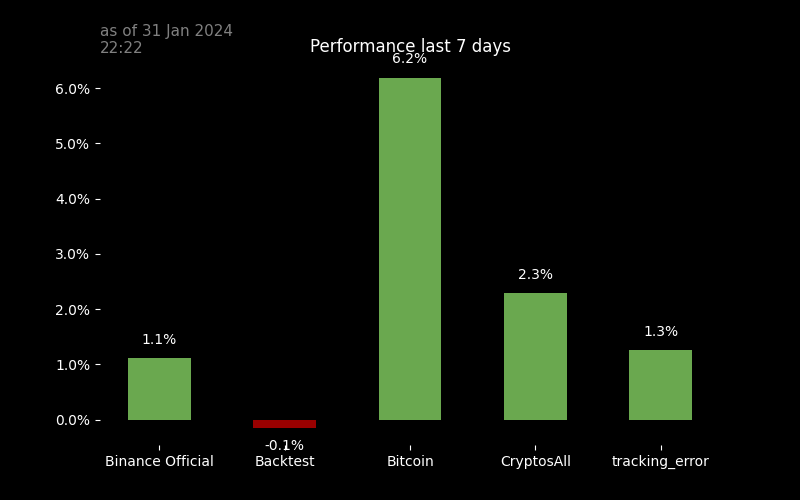 as of 31 Jan 2024
22:22
Performance last 7 days
6.2%
6.0%
5.0%
4.0%
3.0%
2.3%
2.0%
1.3%
1.1%
1.0%
0.0%
-0.1%
Binance Official
Backtest
Bitcoin
CryptosAll
tracking_error